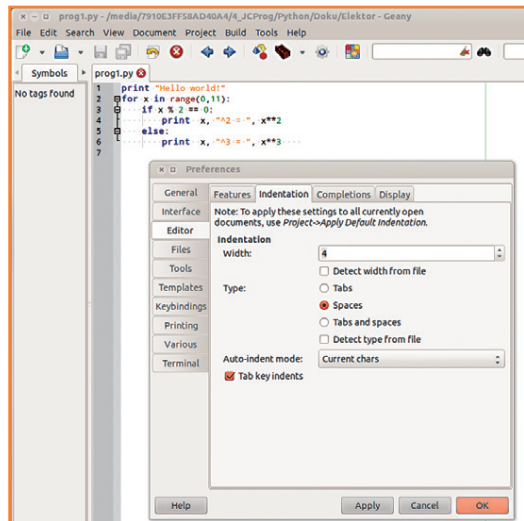 prog1.py - /media/7910E3FF58AD40A4/4_JCProg/Python/Doku/Elektor - Geany
File Edit Search View Document Project Build Tools Help
Symbols prog1.py
No tags found
1 print "Hello world!"
2 for x in range(0,11):
3 if x % 2 == 0:
4 print x, "^2 = ", x**2
5 else:
6 print x, "^3 = ", x**3
7
Preferences
General
Interface
Editor
Files
Tools
Templates
Keybindings
Printing
Various
Terminal
Features Indentation Completions Display
Note: To apply these settings to all currently open
documents, use Project->Apply Default Indentation.
Indentation
Width: 4
Detect width from file
Type: Tabs
Spaces
Tabs and spaces
Detect type from file
Auto-indent mode: Current chars
Tab key indents
Help Apply Cancel OK